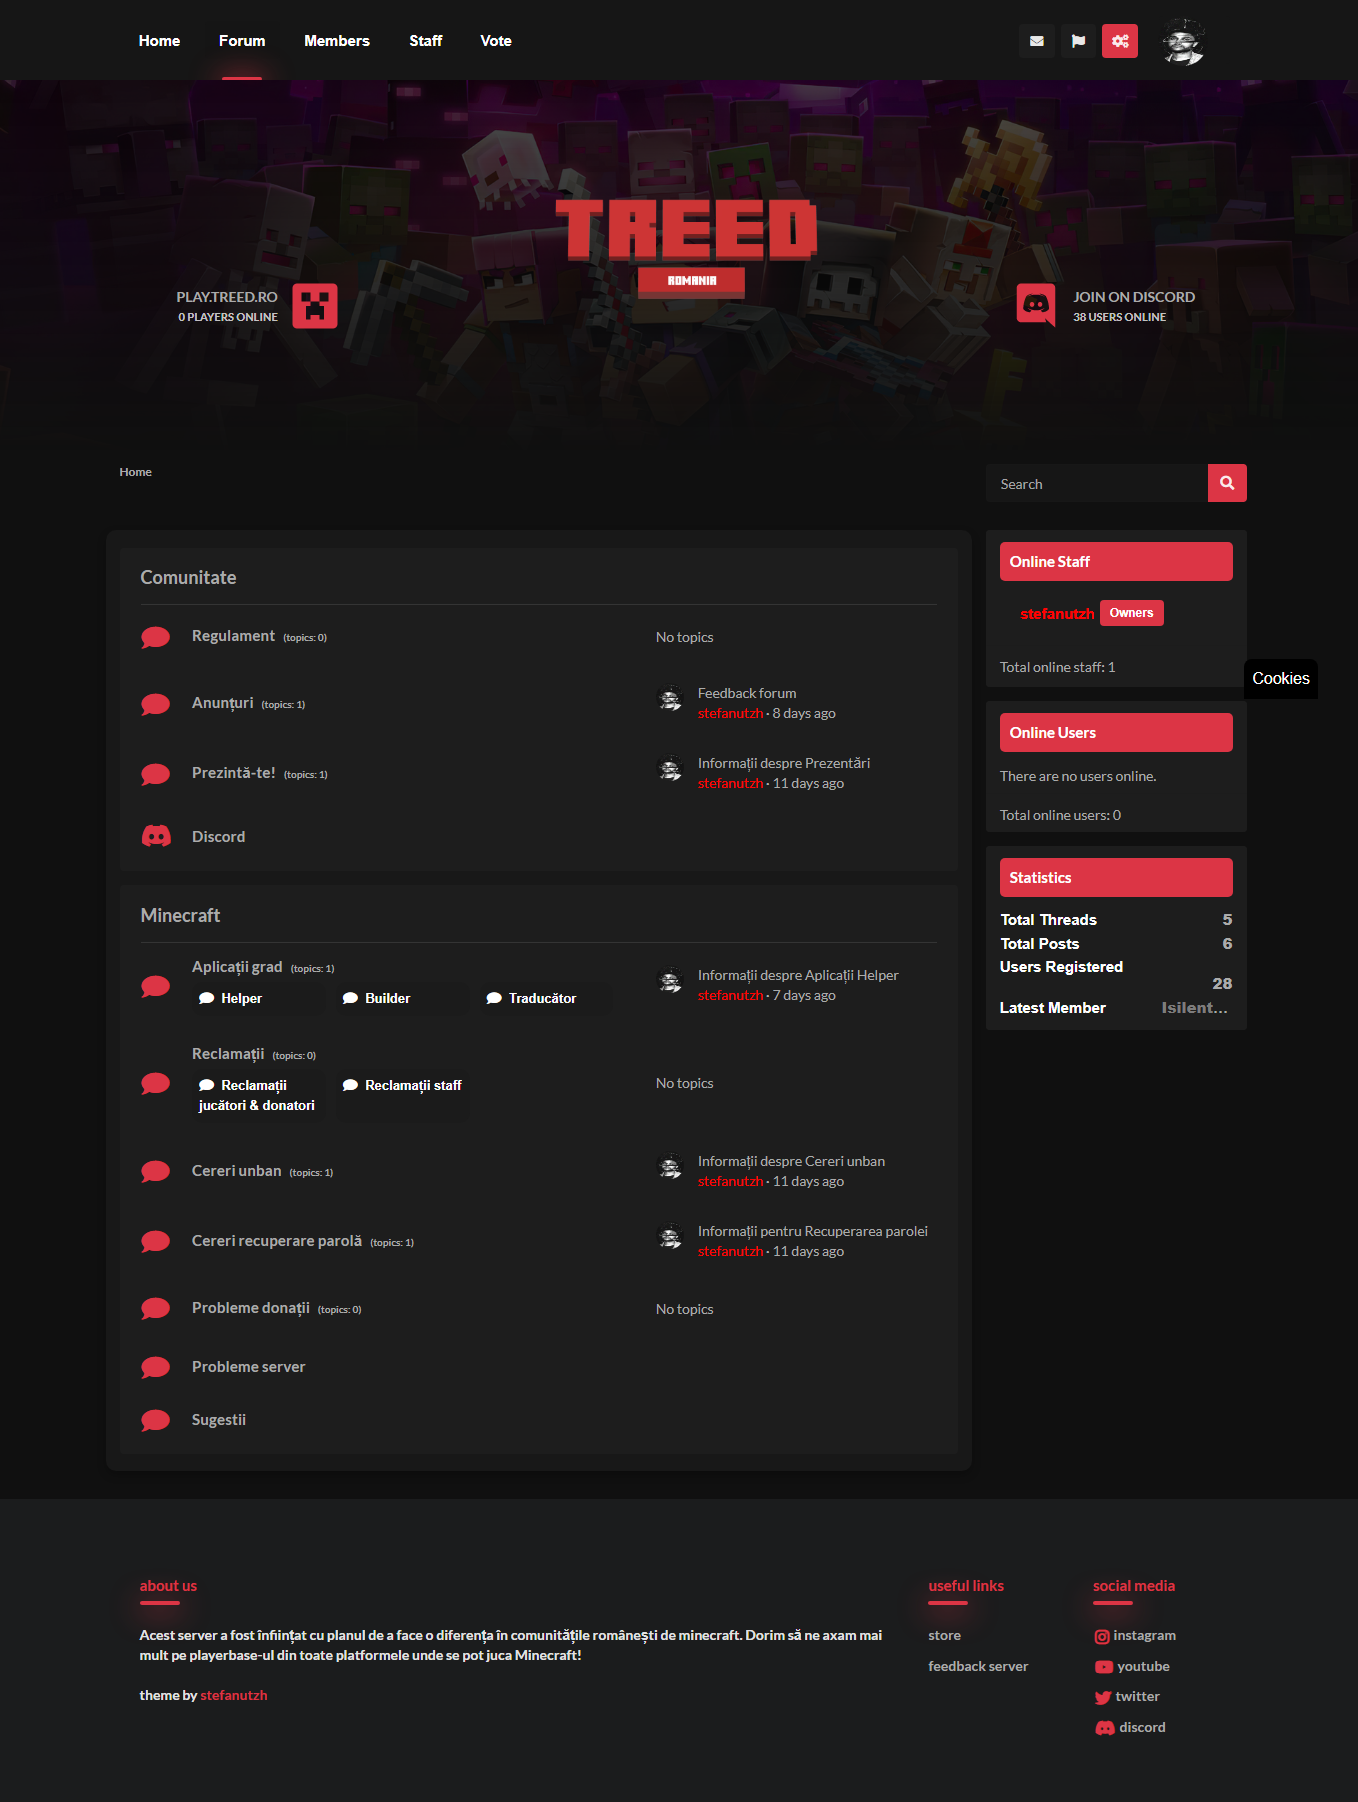 Home Forum Members Staff Vote
TREED
ROMANIA
PLAY.TREED.RO
0 PLAYERS ONLINE
JOIN ON DISCORD
38 USERS ONLINE
Home
Search
Comunitate
Regulament (topics: 0)
No topics
Anunțuri (topics: 1)
Feedback forum
stefanutzh · 8 days ago
Prezintă-te! (topics: 1)
Informații despre Prezentări
stefanutzh · 11 days ago
Discord
Minecraft
Aplicații grad (topics: 1)
Helper Builder Traducător
Informații despre Aplicații Helper
stefanutzh · 7 days ago
Reclamații (topics: 0)
Reclamații
jucători & donatori
Reclamații staff
No topics
Cereri unban (topics: 1)
Informații despre Cereri unban
stefanutzh · 11 days ago
Cereri recuperare parolă (topics: 1)
Informații pentru Recuperarea parolei
stefanutzh · 11 days ago
Probleme donații (topics: 0)
No topics
Probleme server
Sugestii
Online Staff
stefanutzh Owners
Total online staff: 1
Cookies
Online Users
There are no users online.
Total online users: 0
Statistics
Total Threads 5
Total Posts 6
Users Registered
28
Latest Member Isilent...
about us
Acest server a fost înființat cu planul de a face o diferența în comunitățile românești de minecraft. Dorim să ne axam mai
mult pe playerbase-ul din toate platformele unde se pot juca Minecraft!
theme by stefanutzh
useful links
store
feedback server
social media
instagram
youtube
twitter
discord